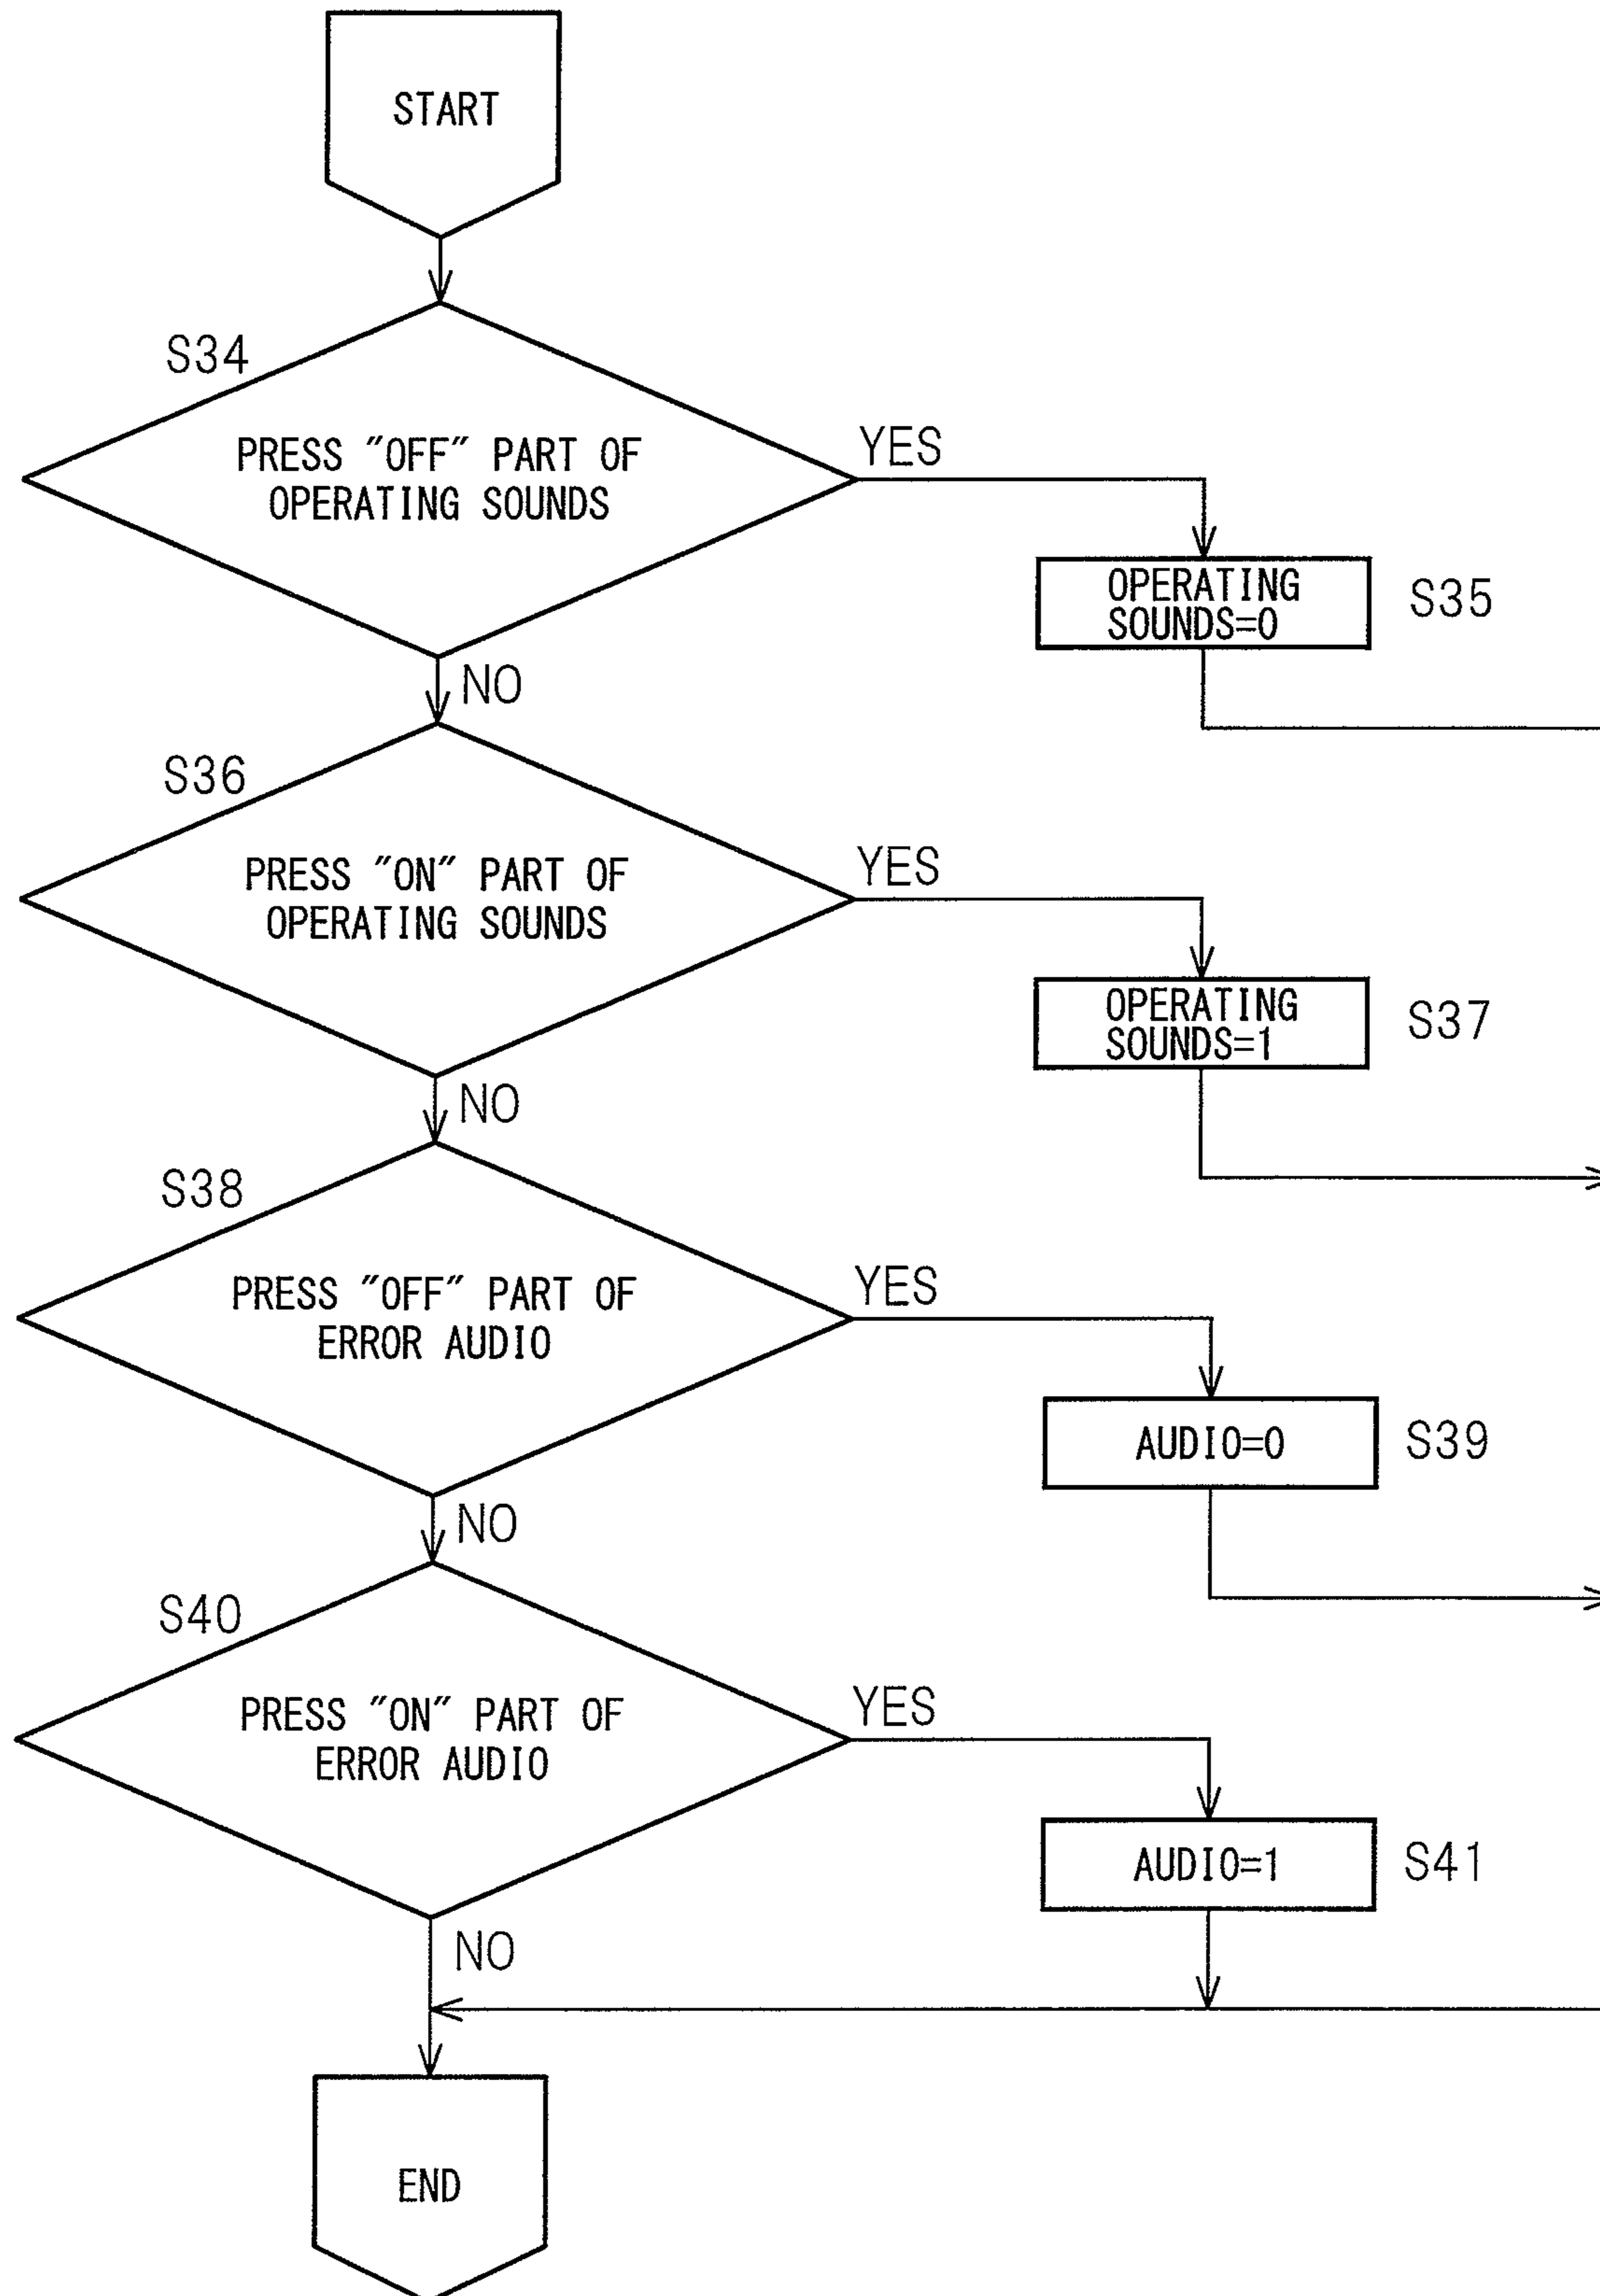 START
S34
PRESS "OFF" PART OF
OPERATING SOUNDS
YES
OPERATING
SOUNDS=0
S35
NO
S36
PRESS "ON" PART OF
OPERATING SOUNDS
YES
OPERATING
SOUNDS=1
S37
NO
S38
PRESS "OFF" PART OF
ERROR AUDIO
YES
AUDIO=0
S39
NO
S40
PRESS "ON" PART OF
ERROR AUDIO
YES
AUDIO=1
S41
NO
END